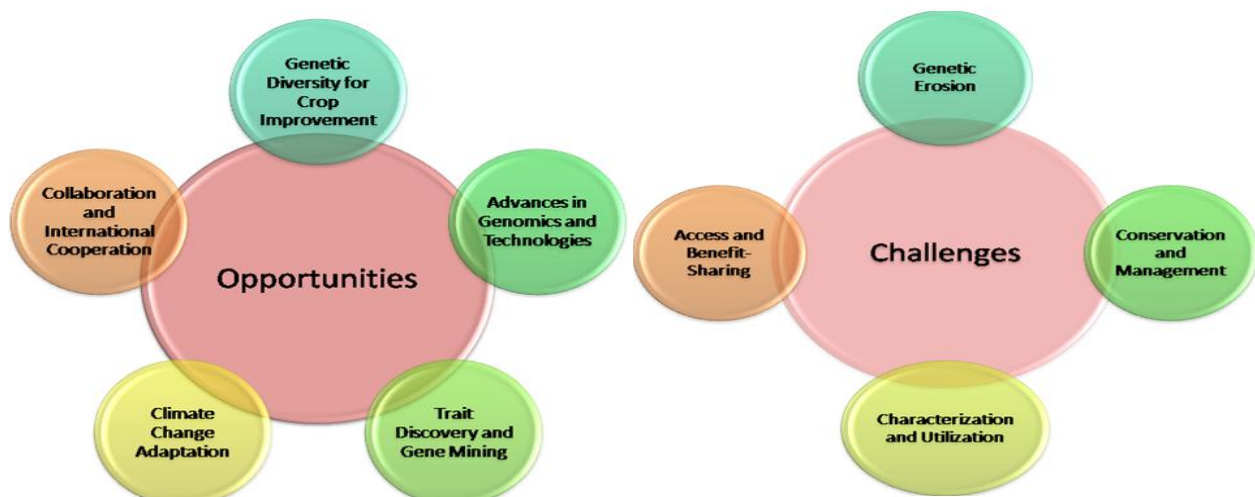 Genetic
Diversity for
Crop
Improvement
Collaboration
and
International
Cooperation
Advances in
Genomics and
Technologies
Opportunities
Climate
Change
Adaptation
Trait
Discovery and
Gene Mining
Genetic
Erosion
Access and
Benefit-
Sharing
Challenges
Conservation
and
Management
Characterization
and Utilization